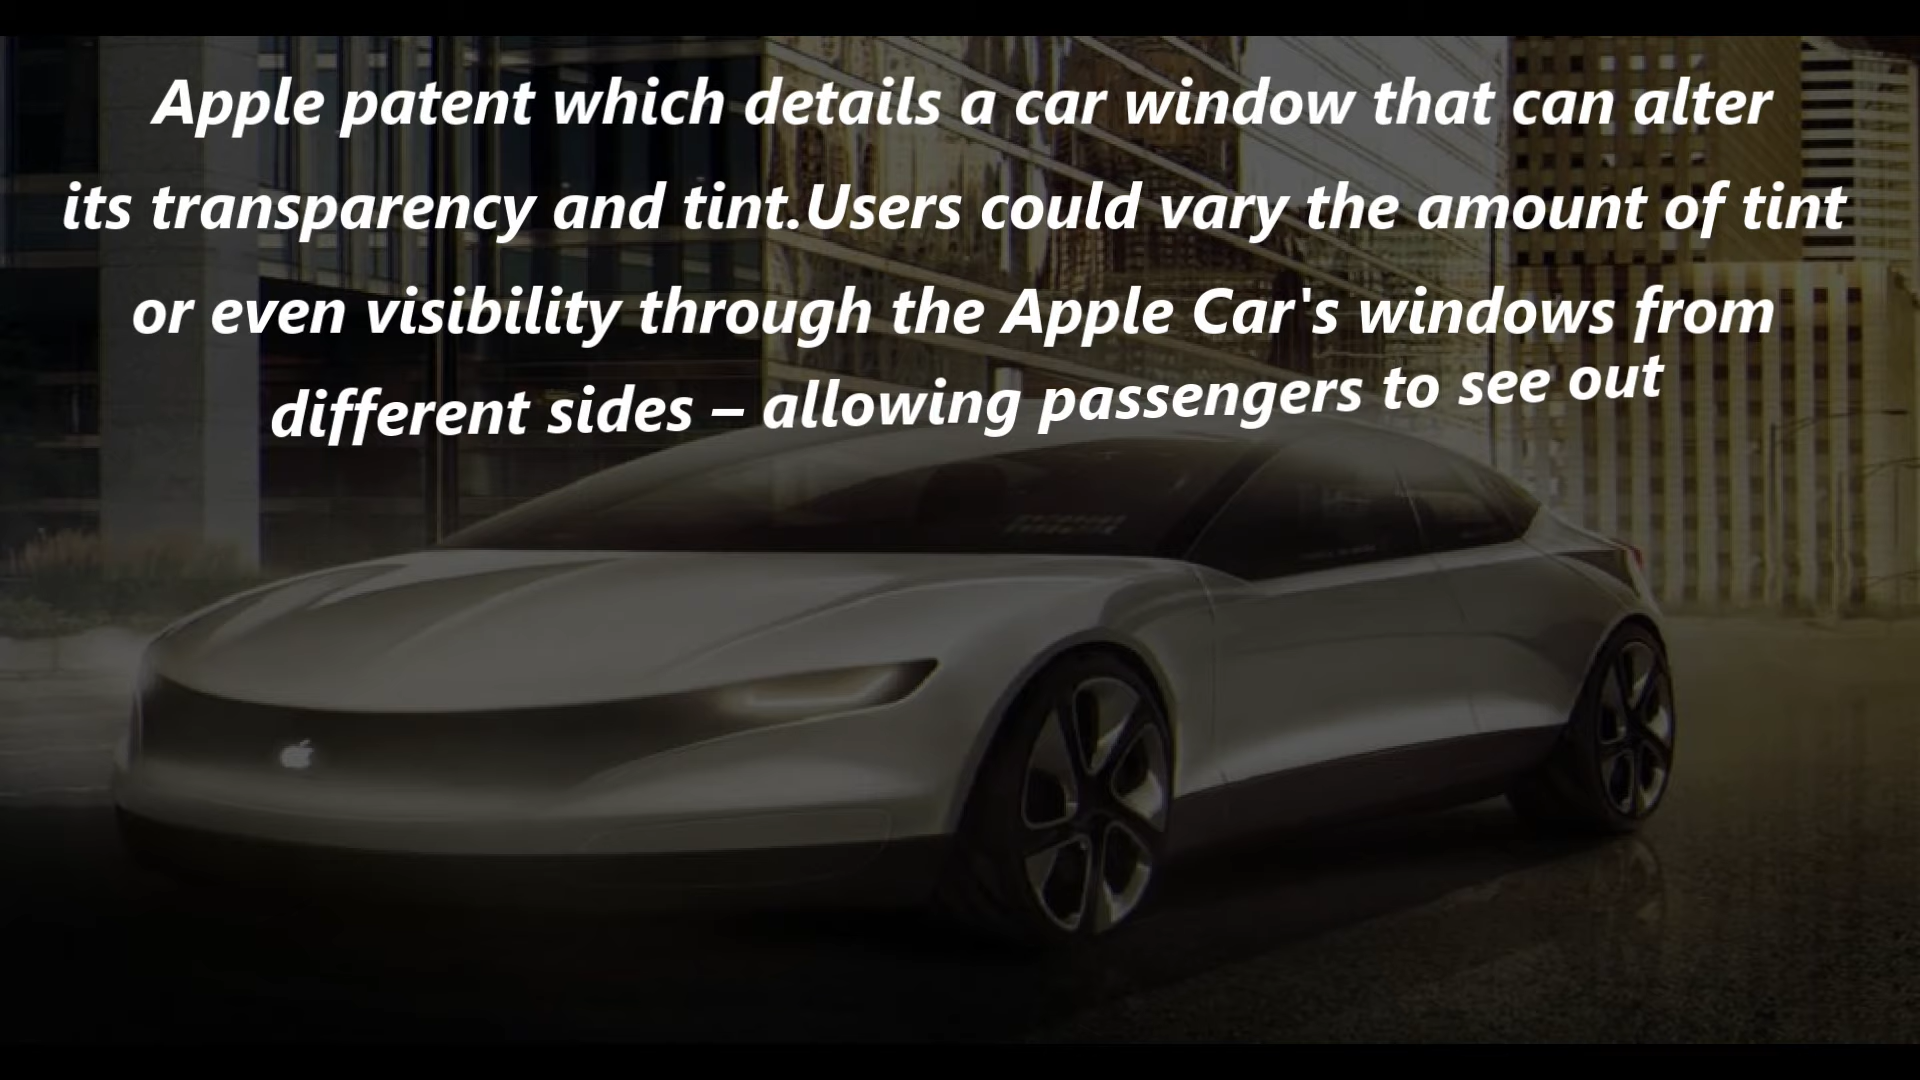 Apple patent which details a car window that can alter
its transparency and tint.Users could vary the amount of tint
or even visibility through the Apple Car's windows from
different sides – allowing passengers to see out